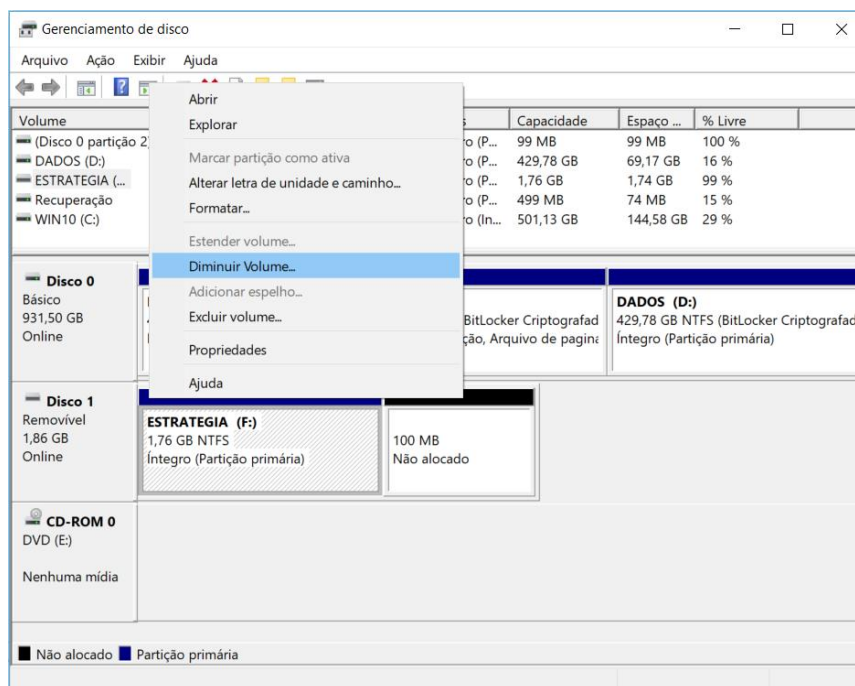 Gerenciamento de disco
Arquivo Ação Exibir Ajuda
Volume s Capacidade Espaço ... % Livre
(Disco 0 partição 2) ro (P... 99 MB 99 MB 100 %
DADOS (D:) ro (P... 429,78 GB 69,17 GB 16 %
ESTRATEGIA (... ro (P... 1,76 GB 1,74 GB 99 %
Recuperação ro (P... 499 MB 74 MB 15 %
WIN10 (C:) ro (In... 501,13 GB 144,58 GB 29 %
Abrir
Explorar
Marcar partição como ativa
Alterar letra de unidade e caminho...
Formatar...
Estender volume...
Diminuir Volume...
Adicionar espelho...
Excluir volume...
Propriedades
Ajuda
Disco 0
Básico
931,50 GB
Online
BitLocker Criptografad
ção, Arquivo de pagina
DADOS (D:)
429,78 GB NTFS (BitLocker Criptografad
Íntegro (Partição primária)
Disco 1
Removível
1,86 GB
Online
ESTRATEGIA (F:)
1,76 GB NTFS
Íntegro (Partição primária)
100 MB
Não alocado
CD-ROM 0
DVD (E:)
Nenhuma mídia
Não alocado Partição primária